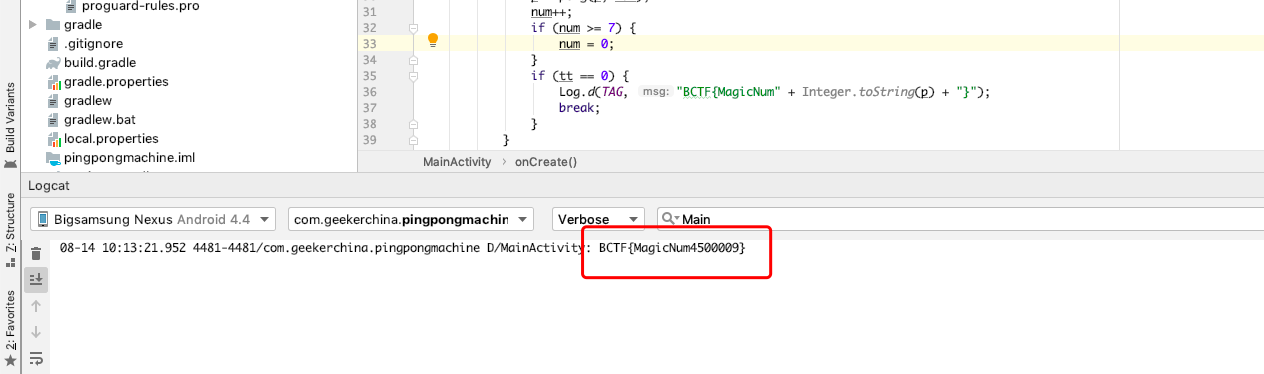 proguard-rules.pro
gradle
.gitignore
build.gradle
gradle.properties
gradlew
gradlew.bat
local.properties
pingpongmachine.iml
31 num++;
32 if (num >= 7) {
33 num = 0;
34 }
35 if (tt == 0) {
36 Log.d(TAG, msg: "BCTF{MagicNum" + Integer.toString(p) + "}");
37 break;
38 }
39 }
MainActivity › onCreate()
Build Variants
Z: Structure
2: Favorites
Logcat
Bigsamsung Nexus Android 4.4
com.geekerchina.pingpongmachin
Verbose
Main
08-14 10:13:21.952 4481-4481/com.geekerchina.pingpongmachine D/MainActivity: BCTF{MagicNum4500009}